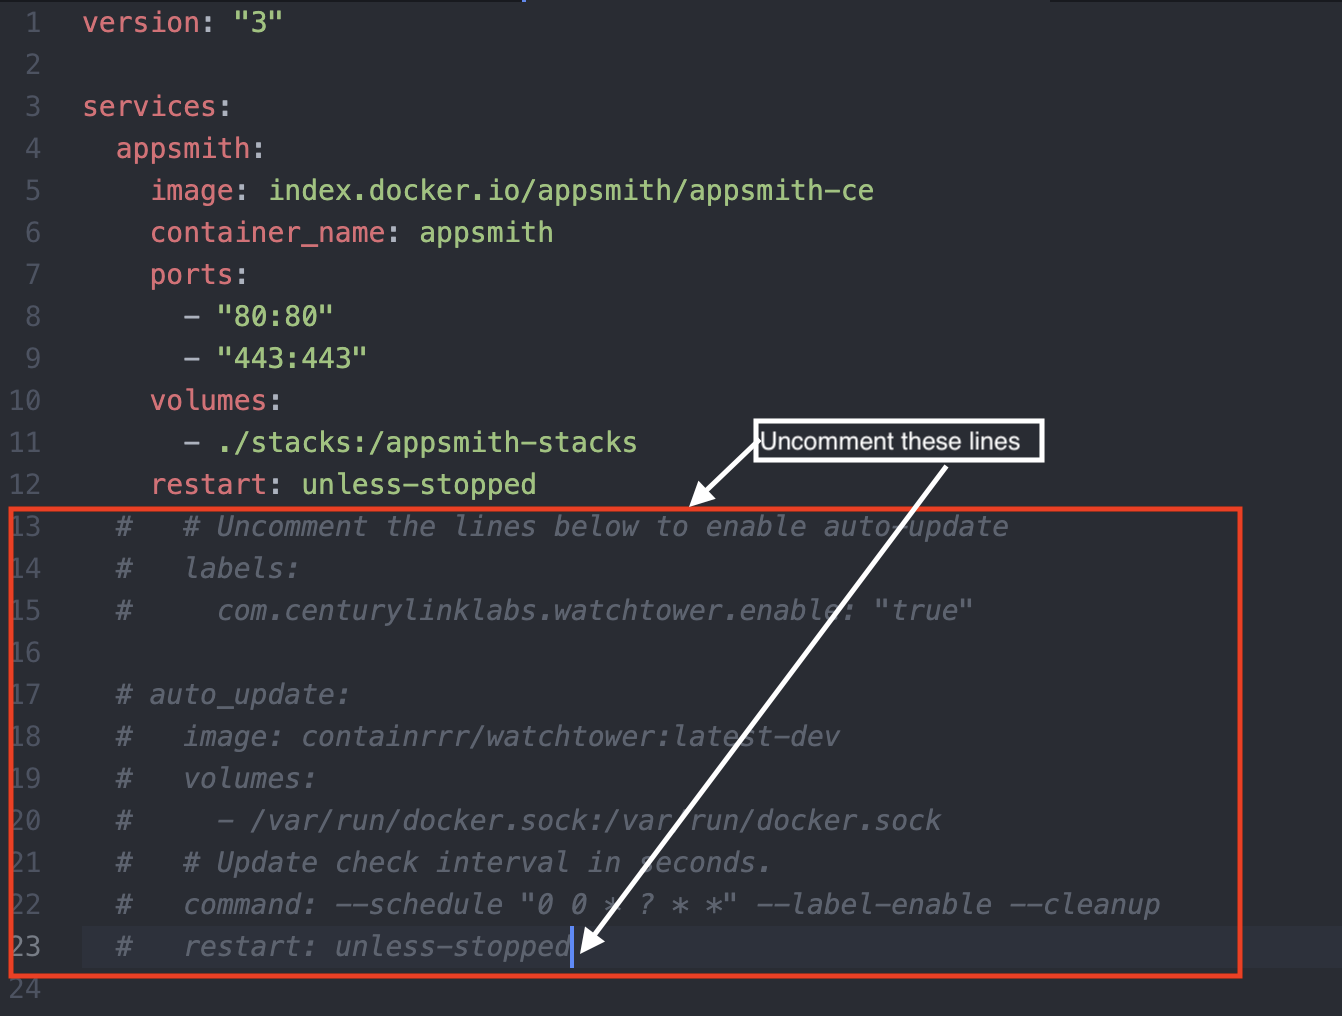 1 version: "3"
2
3 services:
4 appsmith:
5 image: index.docker.io/appsmith/appsmith-ce
6 container_name: appsmith
7 ports:
8 - "80:80"
9 - "443:443"
10 volumes:
11 - ./stacks:/appsmith-stacks
Uncomment these lines
12 restart: unless-stopped
13 # # Uncomment the lines below to enable auto-update
14 # labels:
15 # com.centurylinklabs.watchtower.enable: "true"
16
17 # auto_update:
18 # image: containrrr/watchtower:latest-dev
19 # volumes:
20 # - /var/run/docker.sock:/var/run/docker.sock
21 # # Update check interval in seconds.
22 # command: --schedule "0 0 * ? * *" --label-enable --cleanup
23 # restart: unless-stopped
24